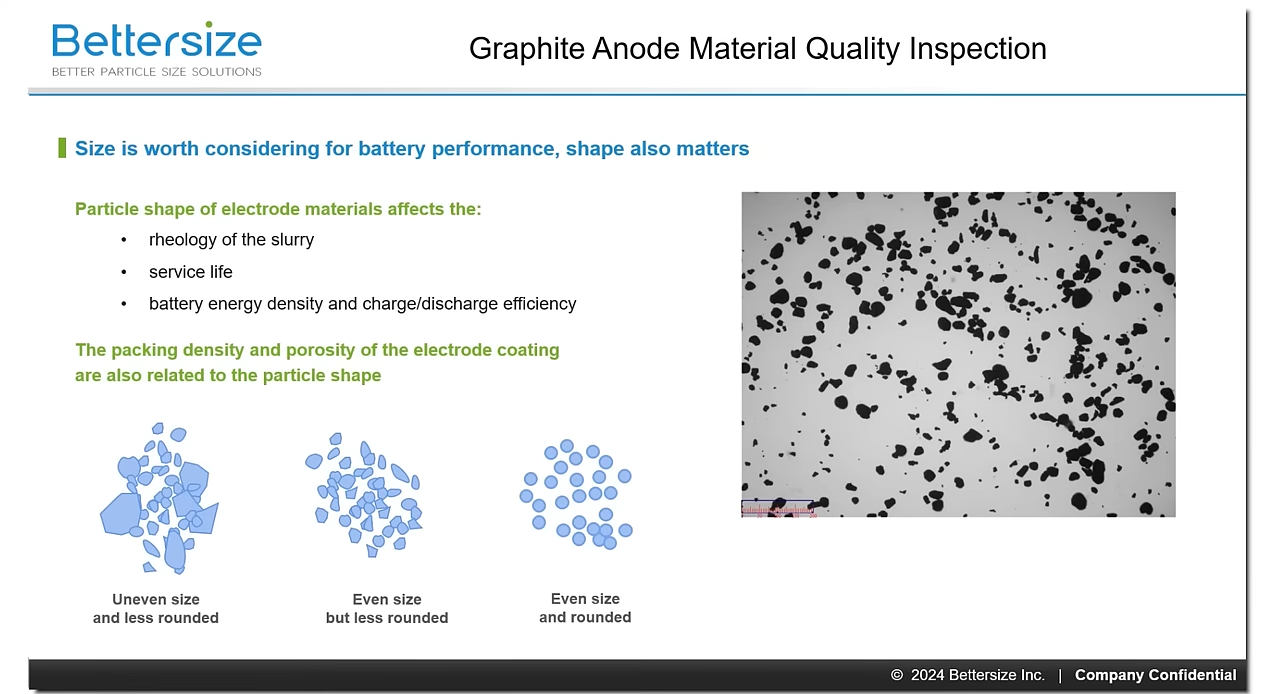 Bettersize
BETTER PARTICLE SIZE SOLUTIONS
Graphite Anode Material Quality Inspection
Size is worth considering for battery performance, shape also matters
Particle shape of electrode materials affects the:
• rheology of the slurry
• service life
• battery energy density and charge/discharge efficiency
The packing density and porosity of the electrode coating
are also related to the particle shape
Uneven size
and less rounded
Even size
but less rounded
Even size
and rounded
© 2024 Bettersize Inc. | Company Confidential